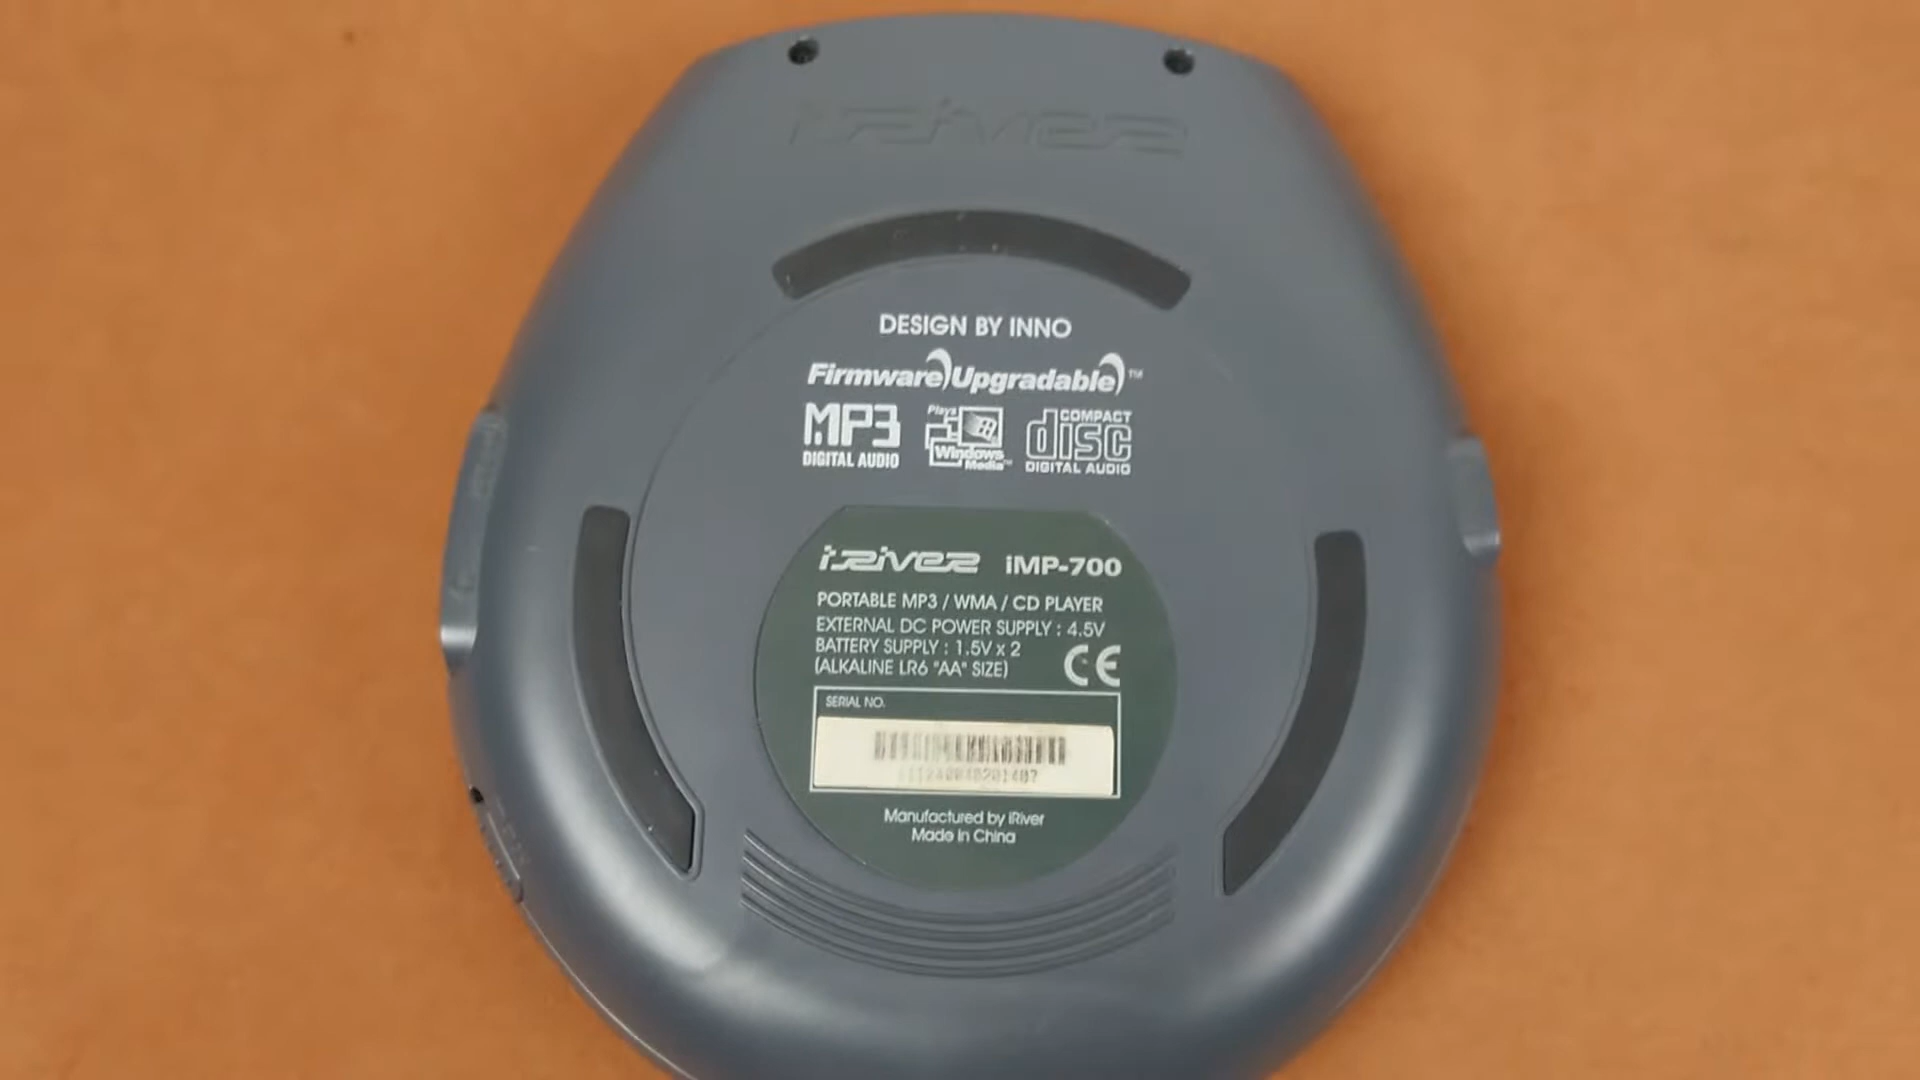 iRiver
DESIGN BY INNO
Firmware Upgradable™
MP3
DIGITAL AUDIO
Plays
Windows
Media™
COMPACT
disc
DIGITAL AUDIO
iRiver iMP-700
PORTABLE MP3 / WMA / CD PLAYER
EXTERNAL DC POWER SUPPLY : 4.5V
BATTERY SUPPLY : 1.5V x 2
(ALKALINE LR6 "AA" SIZE)
CE
SERIAL NO.
Manufactured by iRiver
Made in China